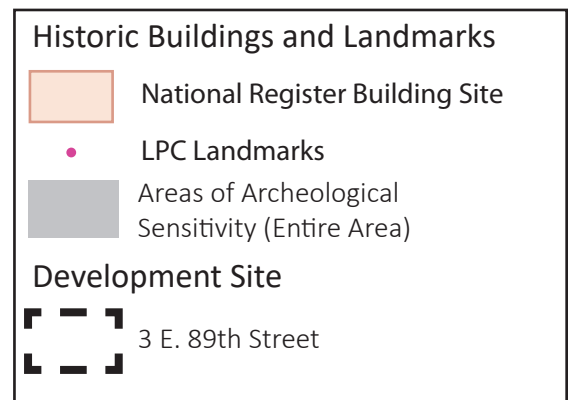 Historic Buildings and Landmarks
National Register Building Site
LPC Landmarks
Areas of Archeological
Sensitivity (Entire Area)
Development Site
3 E. 89th Street